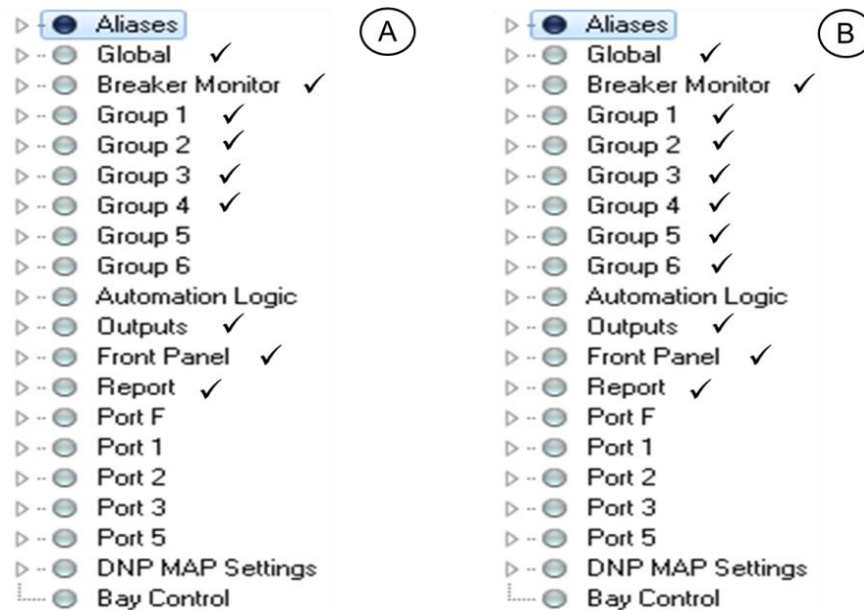 Aliases
Global ✓
Breaker Monitor ✓
Group 1 ✓
Group 2 ✓
Group 3 ✓
Group 4 ✓
Group 5
Group 6
Automation Logic
Outputs ✓
Front Panel ✓
Report ✓
Port F
Port 1
Port 2
Port 3
Port 5
DNP MAP Settings
Bay Control
A
Aliases
Global ✓
Breaker Monitor ✓
Group 1 ✓
Group 2 ✓
Group 3 ✓
Group 4 ✓
Group 5 ✓
Group 6 ✓
Automation Logic
Outputs ✓
Front Panel ✓
Report ✓
Port F
Port 1
Port 2
Port 3
Port 5
DNP MAP Settings
Bay Control
B